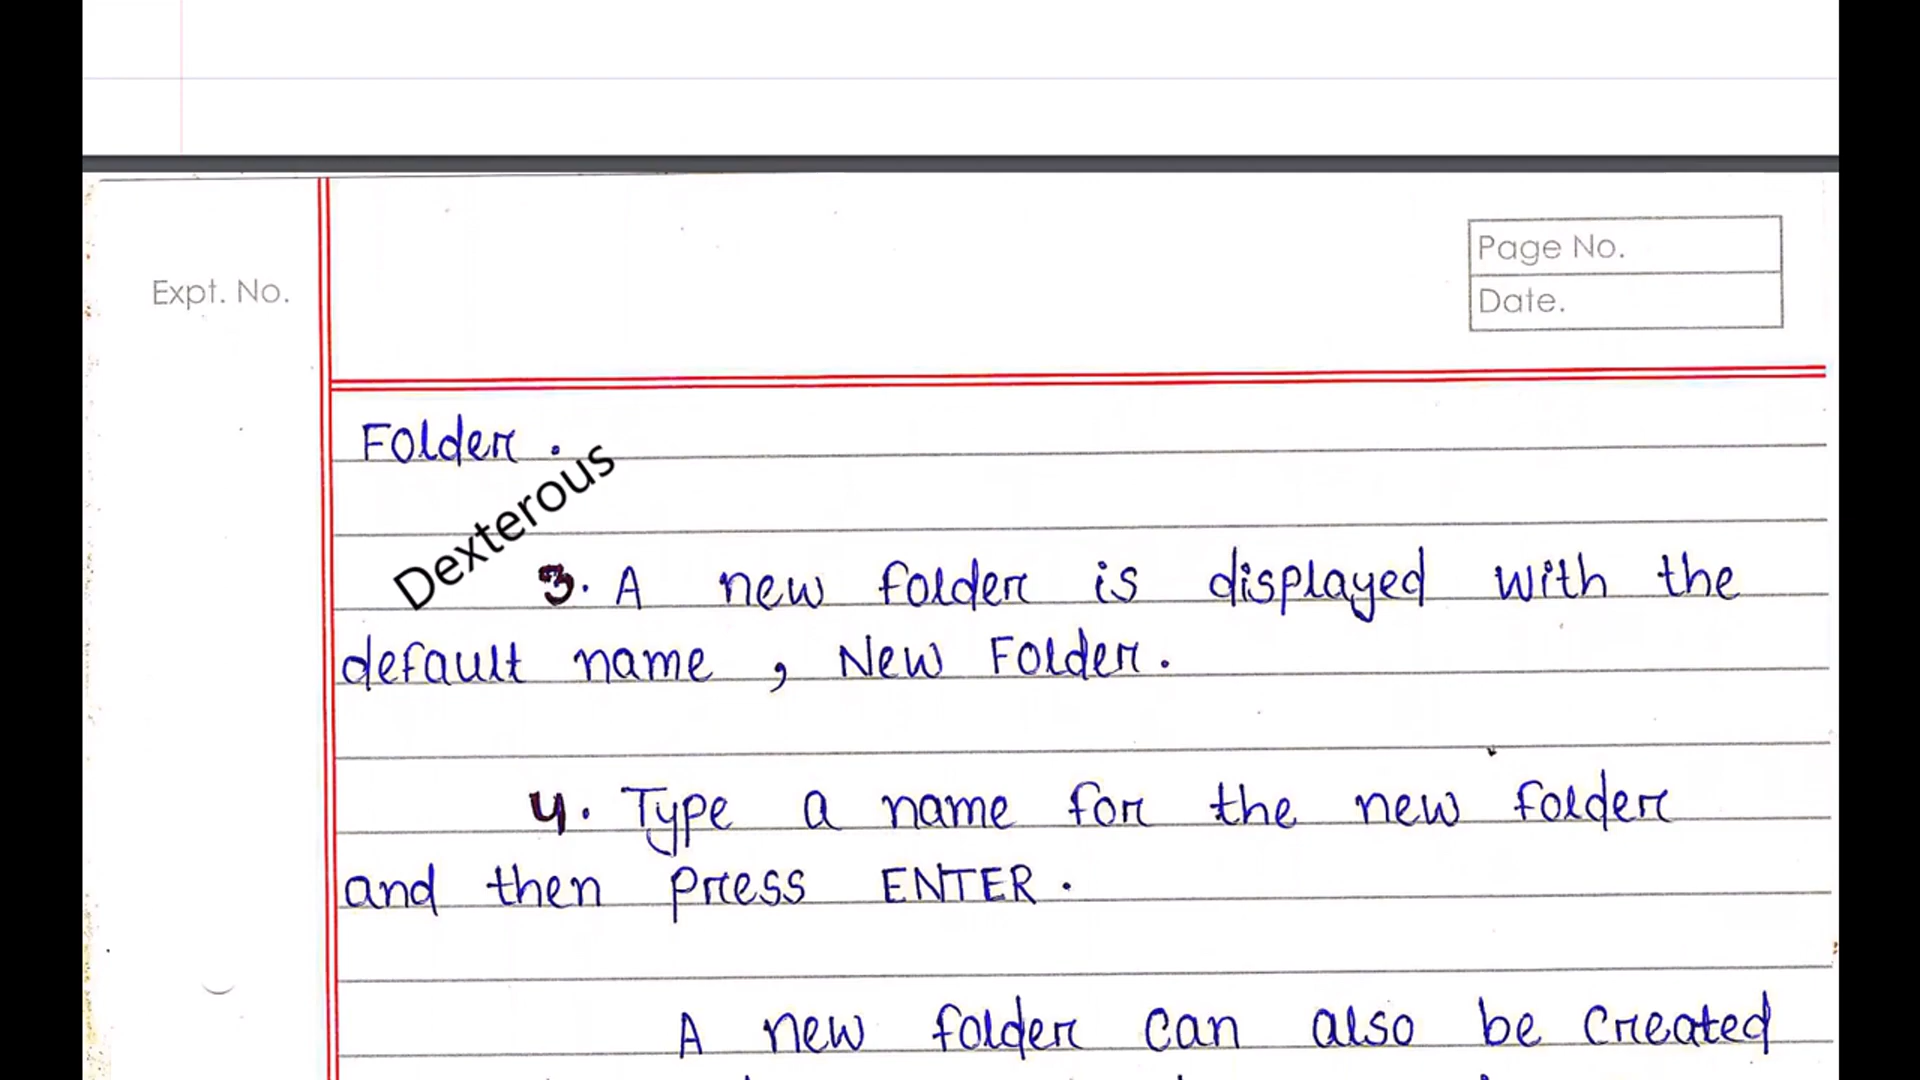 Expt. No.
Page No.
Date.
Folder.
Dexterous
3. A new folder is displayed with the
default name, New Folder.
4. Type a name for the new folder
and then press ENTER.
A new folder can also be created